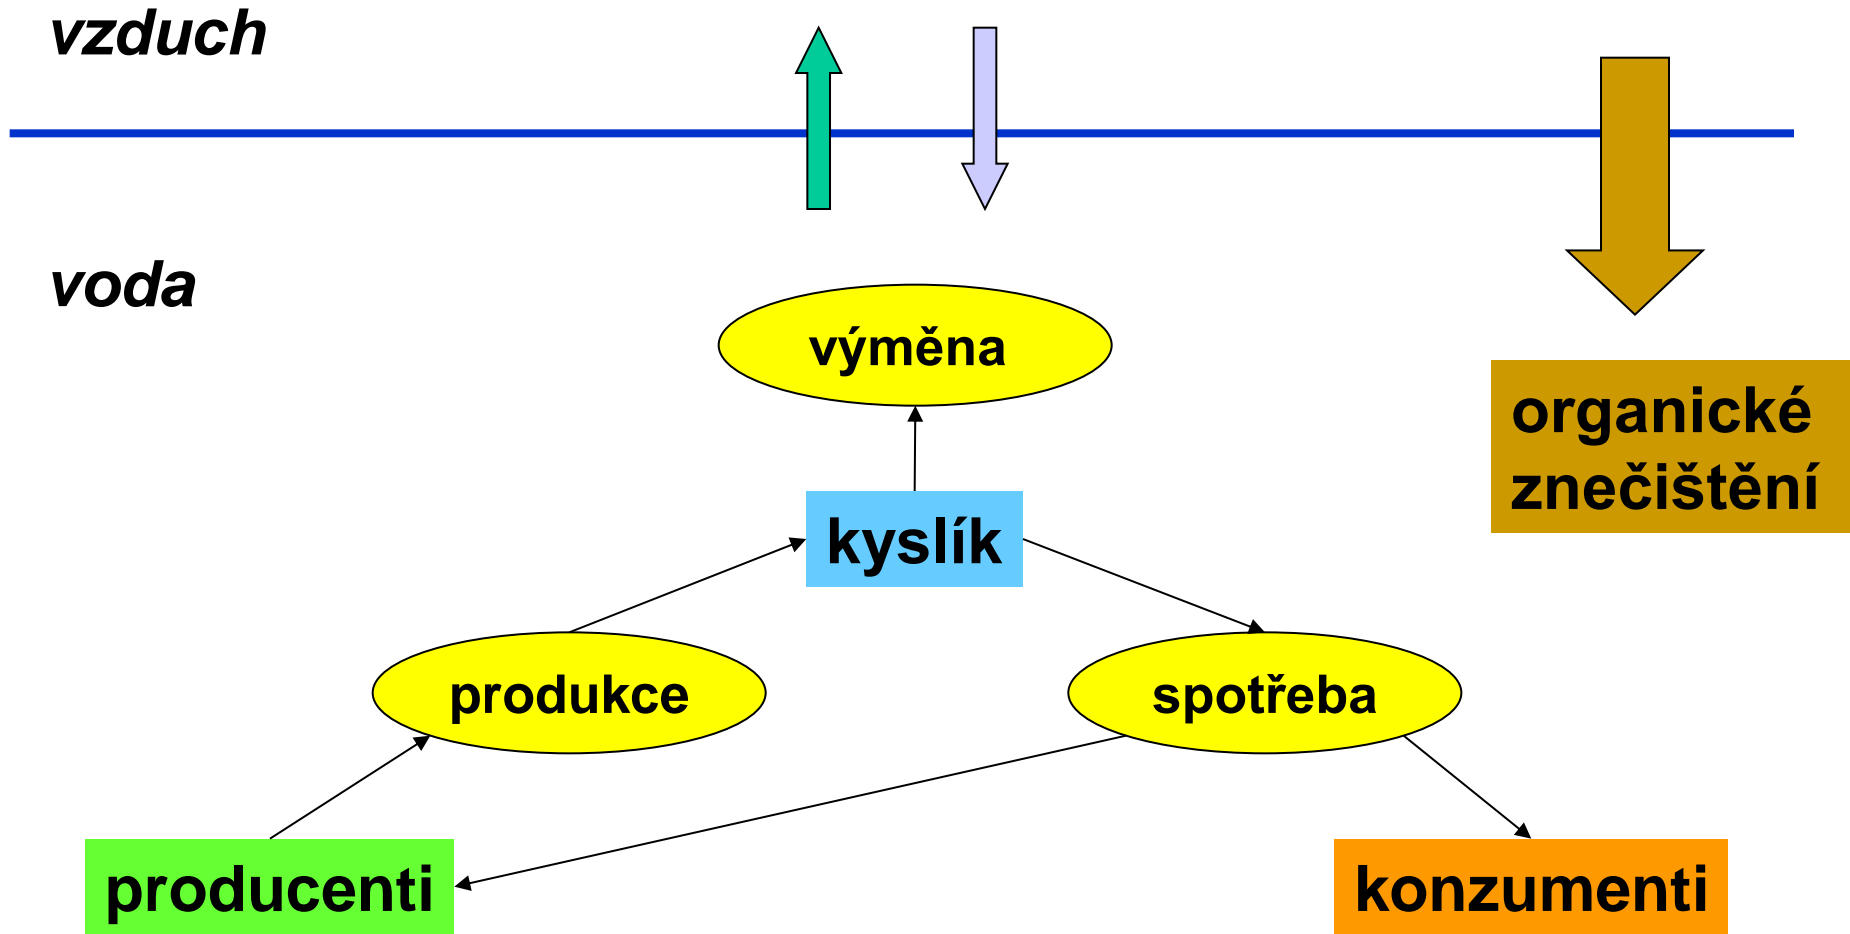 vzduch
voda
výměna
organické
znečištění
kyslík
produkce
spotřeba
producenti
konzumenti